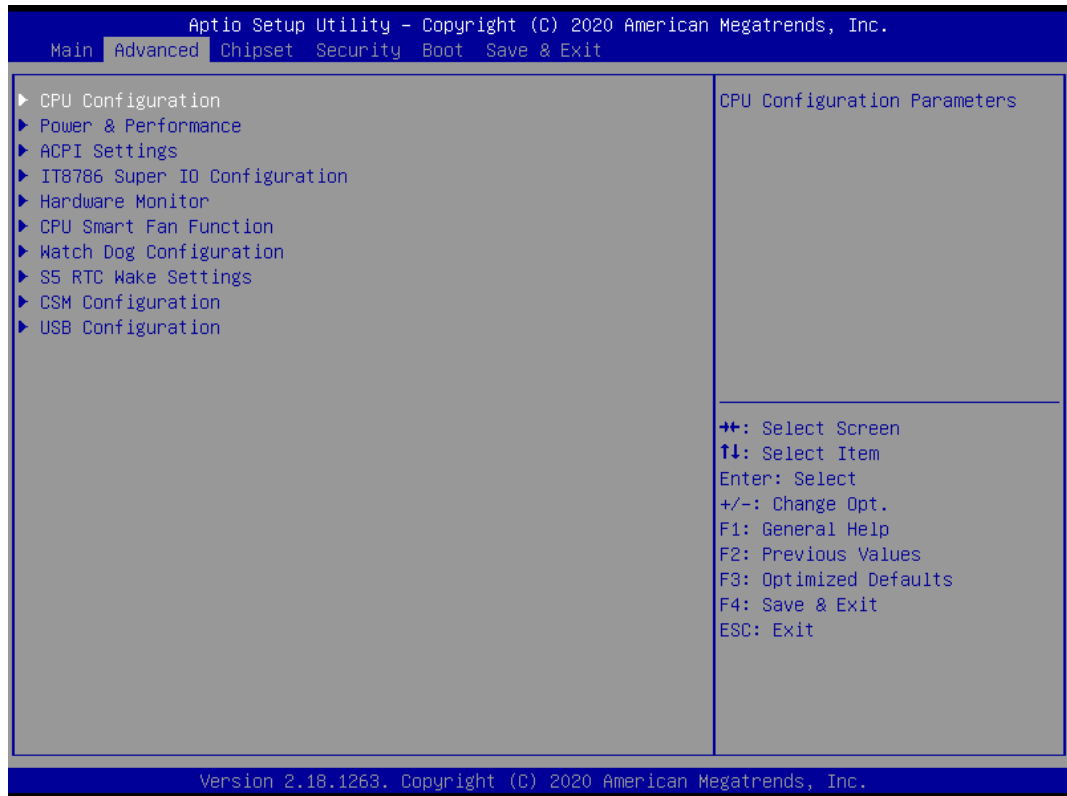 Aptio Setup Utility – Copyright (C) 2020 American Megatrends, Inc.
Main Advanced Chipset Security Boot Save & Exit
▶ CPU Configuration
▶ Power & Performance
▶ ACPI Settings
▶ IT8786 Super IO Configuration
▶ Hardware Monitor
▶ CPU Smart Fan Function
▶ Watch Dog Configuration
▶ S5 RTC Wake Settings
▶ CSM Configuration
▶ USB Configuration
CPU Configuration Parameters
→←: Select Screen
↑↓: Select Item
Enter: Select
+/-: Change Opt.
F1: General Help
F2: Previous Values
F3: Optimized Defaults
F4: Save & Exit
ESC: Exit
Version 2.18.1263. Copyright (C) 2020 American Megatrends, Inc.